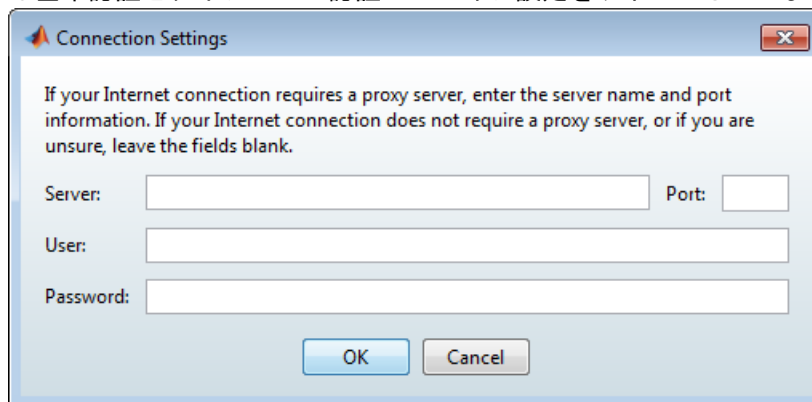 Connection Settings
If your Internet connection requires a proxy server, enter the server name and port
information. If your Internet connection does not require a proxy server, or if you are
unsure, leave the fields blank.
Server: Port:
User:
Password:
OK Cancel